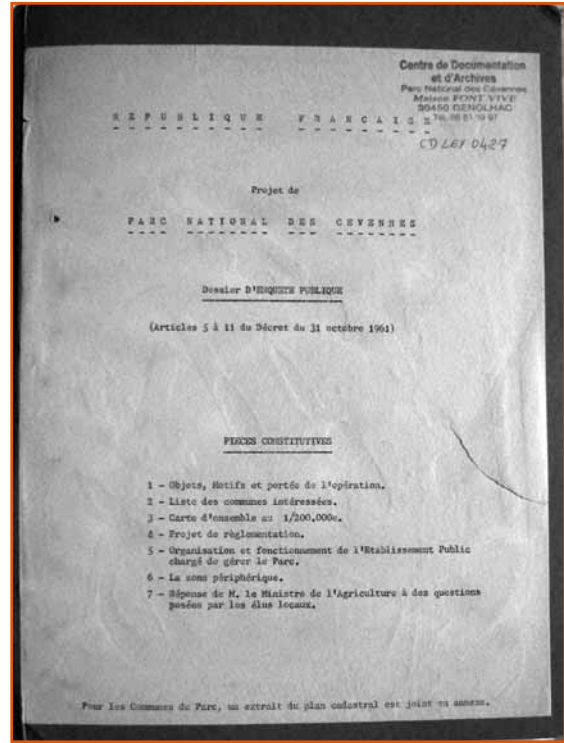 Centre de Documentation
et d'Archives
Parc National des Cévennes
Maison FONT VIVE
30450 GENOLHAC
R E P U B L I Q U E   F R A N C A I S E
CD LEY 0427
Projet de
P A R C   N A T I O N A L   D E S   C E V E N N E S
Dossier D'ENQUETE PUBLIQUE
(Articles 5 à 11 du Décret du 31 octobre 1961)
PIECES CONSTITUTIVES
1 - Objets, Motifs et portée de l'opération.
2 - Liste des communes intéressées.
3 - Carte d'ensemble au 1/200.000e.
4 - Projet de règlementation.
5 - Organisation et fonctionnement de l'Etablissement Public
chargé de gérer le Parc.
6 - La zone périphérique.
7 - Réponse de M. le Ministre de l'Agriculture à des questions
posées par les élus locaux.
Pour les Communes du Parc, un extrait du plan cadastral est joint en annexe.